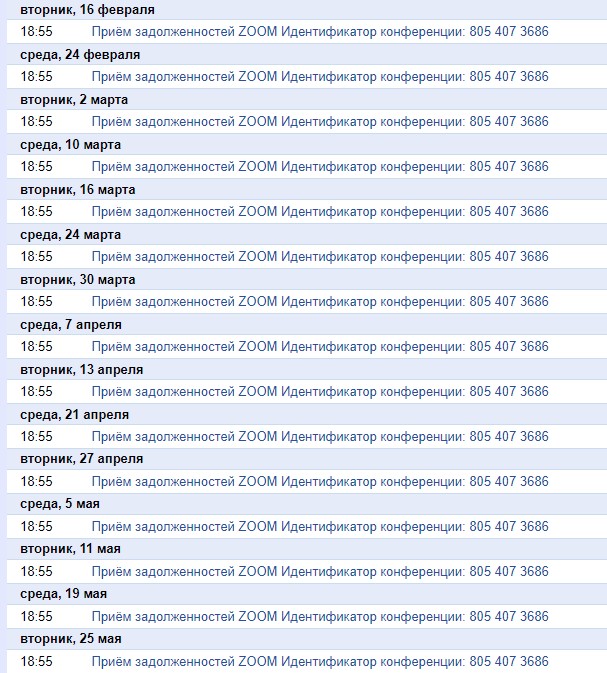 вторник, 16 февраля
18:55 Приём задолженностей ZOOM Идентификатор конференции: 805 407 3686
среда, 24 февраля
18:55 Приём задолженностей ZOOM Идентификатор конференции: 805 407 3686
вторник, 2 марта
18:55 Приём задолженностей ZOOM Идентификатор конференции: 805 407 3686
среда, 10 марта
18:55 Приём задолженностей ZOOM Идентификатор конференции: 805 407 3686
вторник, 16 марта
18:55 Приём задолженностей ZOOM Идентификатор конференции: 805 407 3686
среда, 24 марта
18:55 Приём задолженностей ZOOM Идентификатор конференции: 805 407 3686
вторник, 30 марта
18:55 Приём задолженностей ZOOM Идентификатор конференции: 805 407 3686
среда, 7 апреля
18:55 Приём задолженностей ZOOM Идентификатор конференции: 805 407 3686
вторник, 13 апреля
18:55 Приём задолженностей ZOOM Идентификатор конференции: 805 407 3686
среда, 21 апреля
18:55 Приём задолженностей ZOOM Идентификатор конференции: 805 407 3686
вторник, 27 апреля
18:55 Приём задолженностей ZOOM Идентификатор конференции: 805 407 3686
среда, 5 мая
18:55 Приём задолженностей ZOOM Идентификатор конференции: 805 407 3686
вторник, 11 мая
18:55 Приём задолженностей ZOOM Идентификатор конференции: 805 407 3686
среда, 19 мая
18:55 Приём задолженностей ZOOM Идентификатор конференции: 805 407 3686
вторник, 25 мая
18:55 Приём задолженностей ZOOM Идентификатор конференции: 805 407 3686